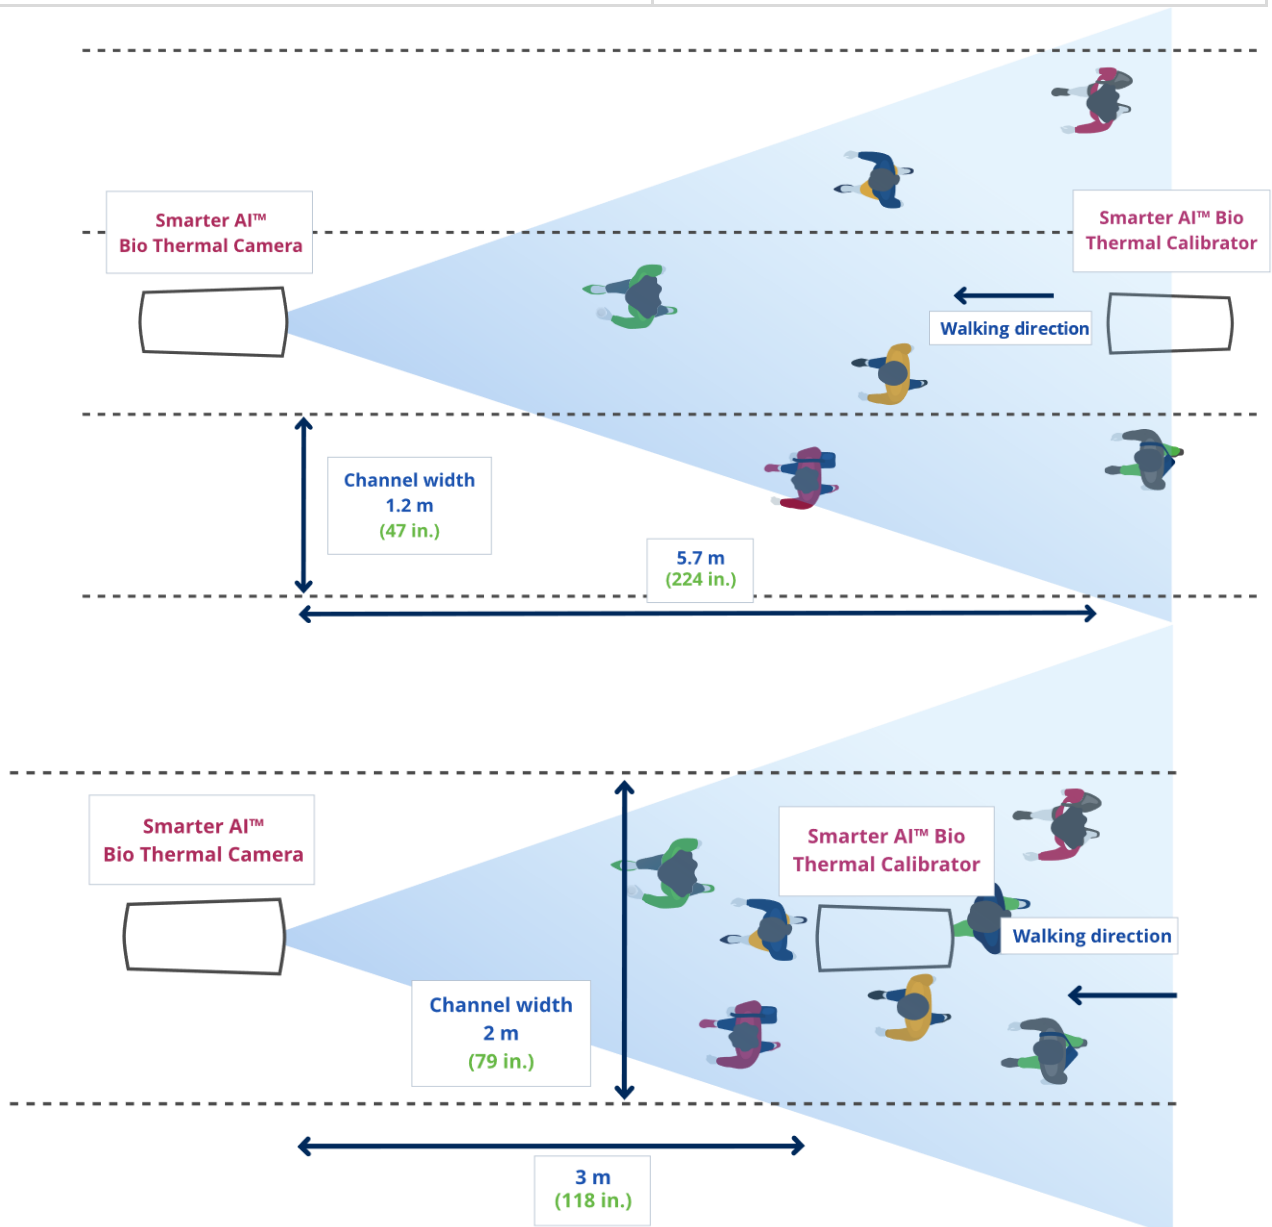 Smarter AI™
Bio Thermal Camera
Smarter AI™ Bio
Thermal Calibrator
Walking direction
Channel width
1.2 m
(47 in.)
5.7 m
(224 in.)
Smarter AI™
Bio Thermal Camera
Smarter AI™ Bio
Thermal Calibrator
Walking direction
Channel width
2 m
(79 in.)
3 m
(118 in.)